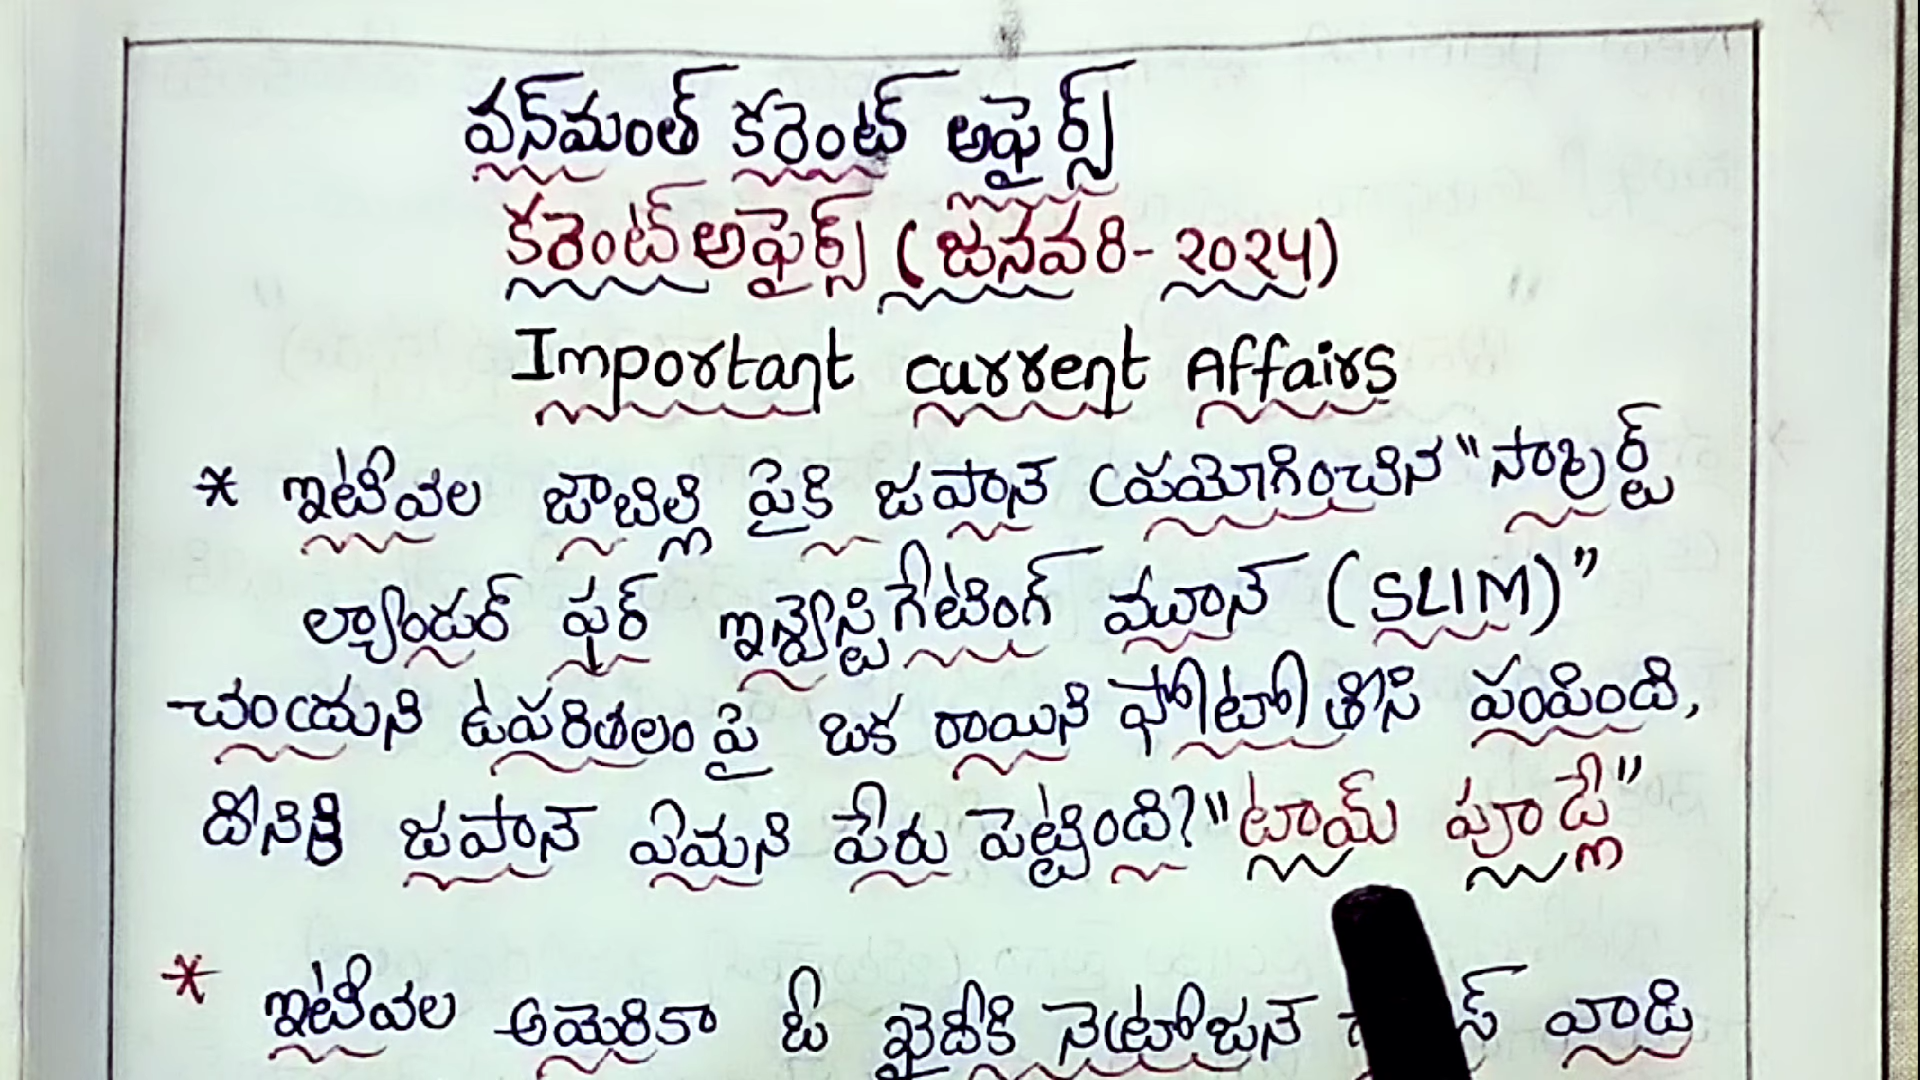 వన్‌మంత్ కరెంట్ అఫైర్స్
కరెంట్ అఫైర్స్ (జనవరి- 2024)
Important current Affairs
* ఇటీవల జాబిల్లి పైకి జపాన్ ప్రయోగించిన "స్మార్ట్
ల్యాండర్ ఫర్ ఇన్వెస్టిగేటింగ్ మూన్ (SLIM)"
చంద్రుని ఉపరితలం పై ఒక రాయిని ఫోటో తీసి పంపింది,
దీనికి జపాన్ ఏమని పేరు పెట్టింది? "టాయ్ పూడ్లే"
* ఇటీవల అమెరికా ఓ ఖైదీకి నైట్రోజన్ వాడి